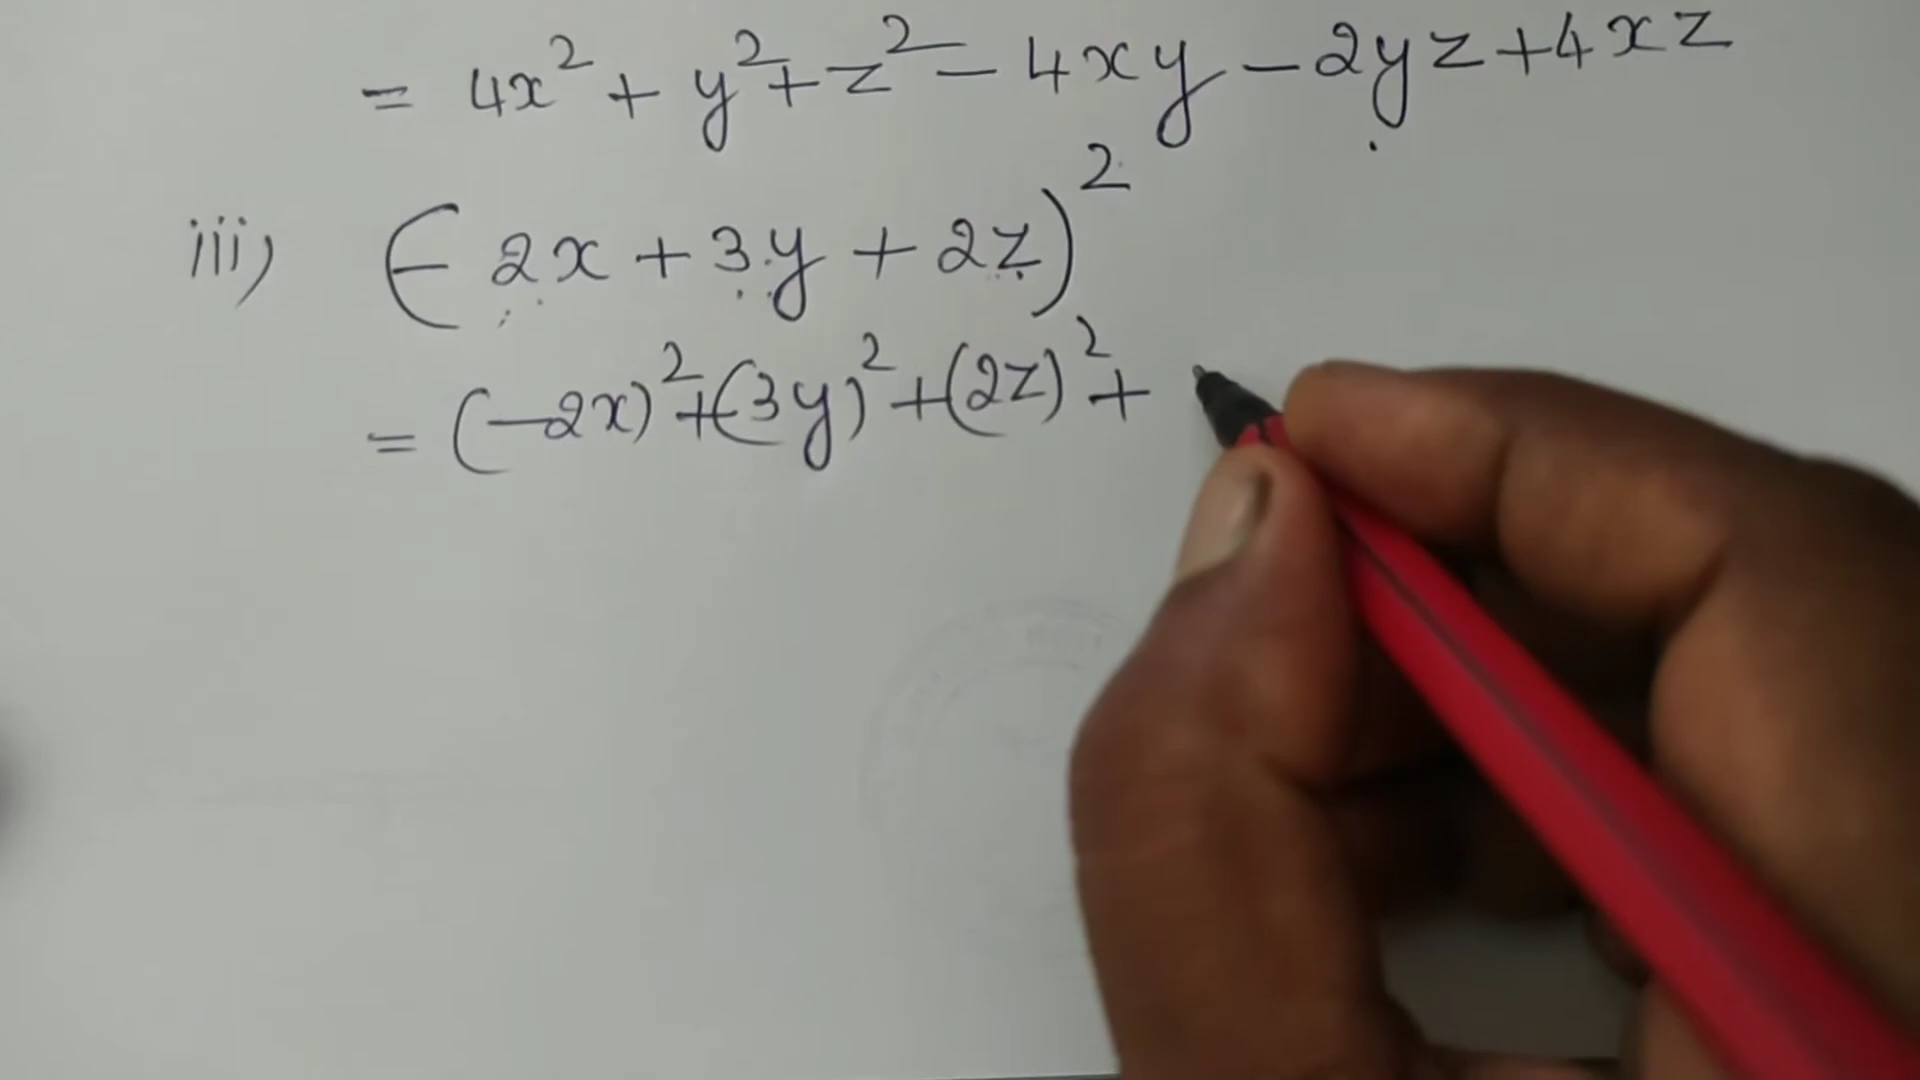 = 4x² + y² + z² - 4xy - 2yz + 4xz
iii) (- 2x + 3y + 2z)²
= (-2x)² + (3y)² + (2z)² +